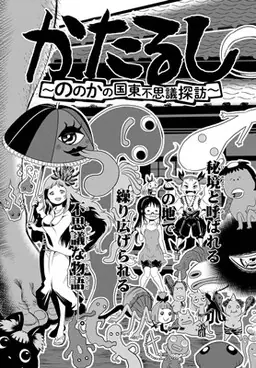 かたるし
～ののかの国東不思議探訪～
秘境と呼ばれる
この地で、
繰り広げられる
不思議な物語。